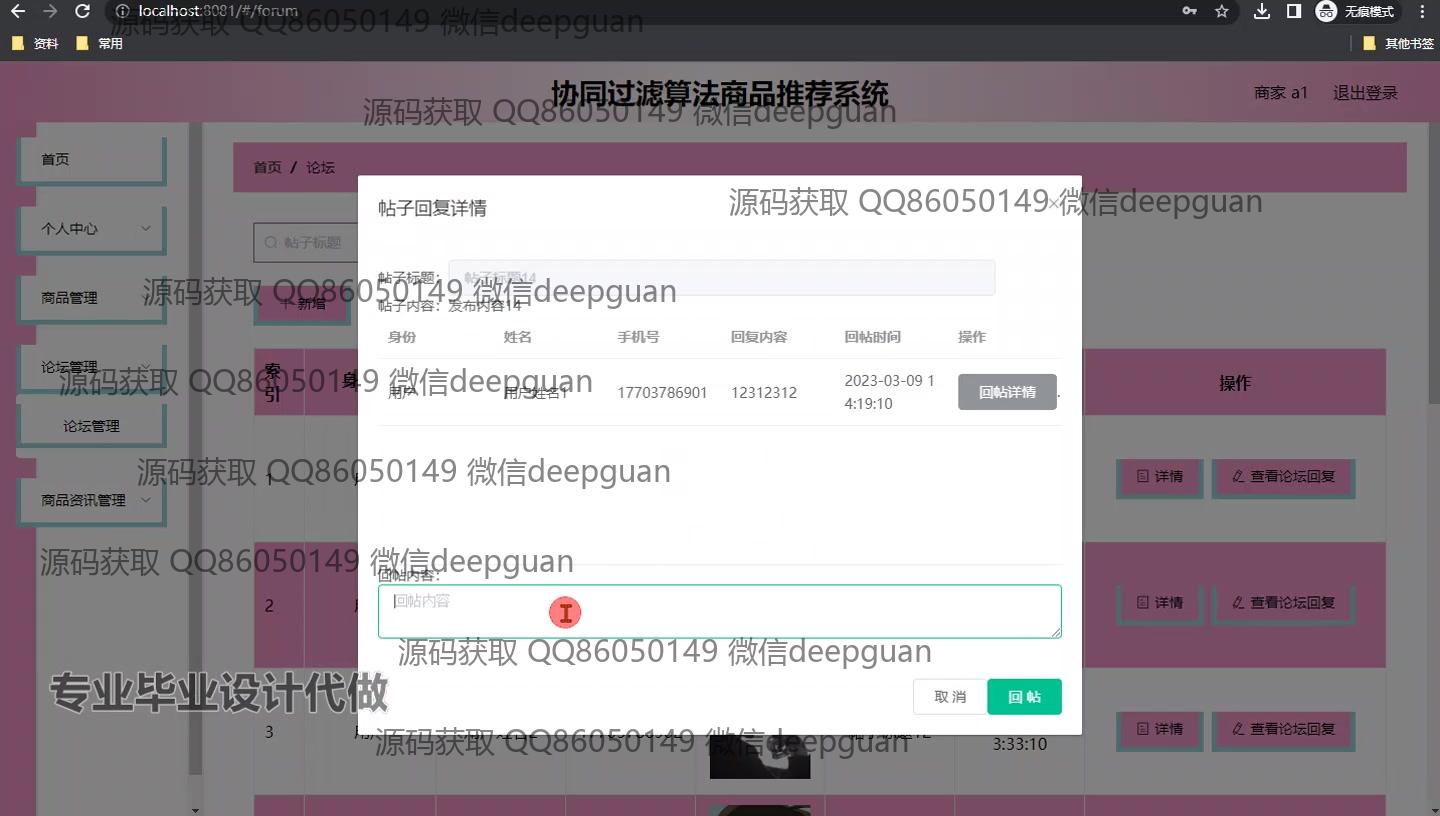 localhost:8081/#/forum
无痕模式
资料
常用
其他书签
协同过滤算法商品推荐系统
商家 a1
退出登录
源码获取 QQ86050149 微信deepguan
源码获取 QQ86050149 微信deepguan
首页
个人中心
商品管理
论坛管理
论坛管理
商品资讯管理
首页 / 论坛
源码获取 QQ86050149 微信deepguan
帖子标题
+ 新增
源码获取 QQ86050149 微信deepguan
帖子回复详情
帖子标题:
帖子标题14
帖子内容: 发布内容14
身份 姓名 手机号 回复内容 回帖时间 操作
用户 用户姓名1 17703786901 12312312 2023-03-09 1
4:19:10
回帖详情
源码获取 QQ86050149 微信deepguan
索
引
身
操作
1
详情
查看论坛回复
源码获取 QQ86050149 微信deepguan
源码获取 QQ86050149 微信deepguan
回帖内容:
回帖内容
2
详情
查看论坛回复
源码获取 QQ86050149 微信deepguan
取 消
回 帖
专业毕业设计代做
3
3:33:10
详情
查看论坛回复
源码获取 QQ86050149 微信deepguan